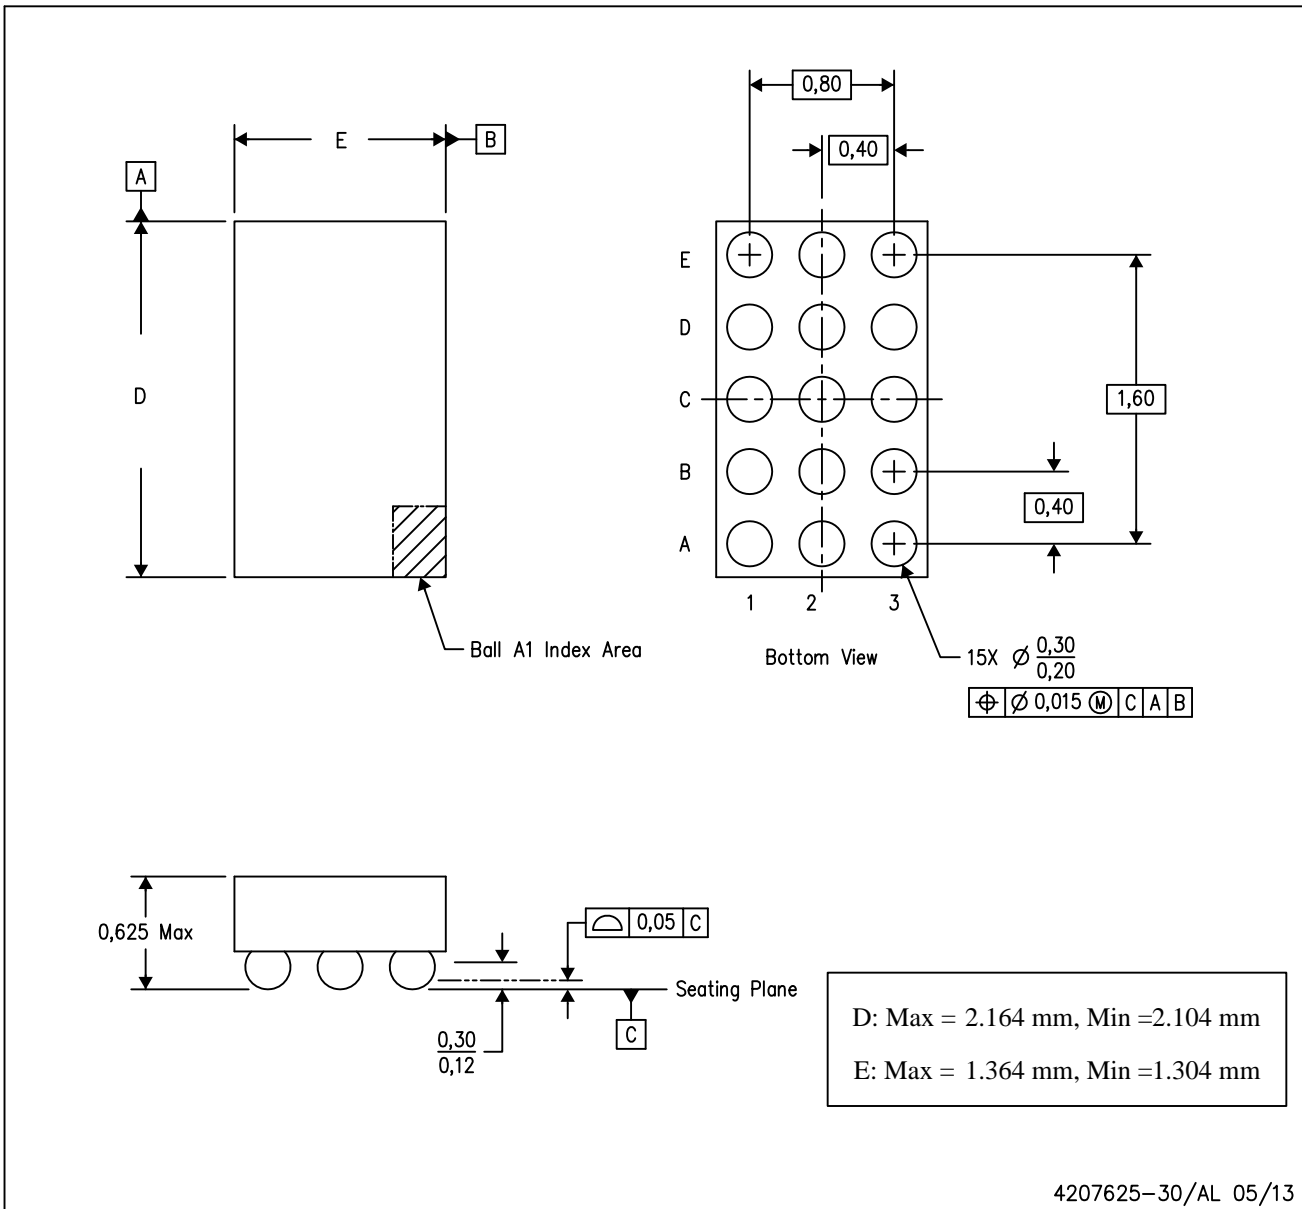 0,80
0,40
E
B
A
D
E
D
C
B
A
1,60
0,40
1 2 3
Ball A1 Index Area
Bottom View
15X Ø 0,30
0,20
⌖ Ø 0,015 Ⓜ C A B
0,625 Max
⌓ 0,05 C
Seating Plane
C
0,30
0,12
D: Max = 2.164 mm, Min =2.104 mm
E: Max = 1.364 mm, Min =1.304 mm
4207625-30/AL 05/13